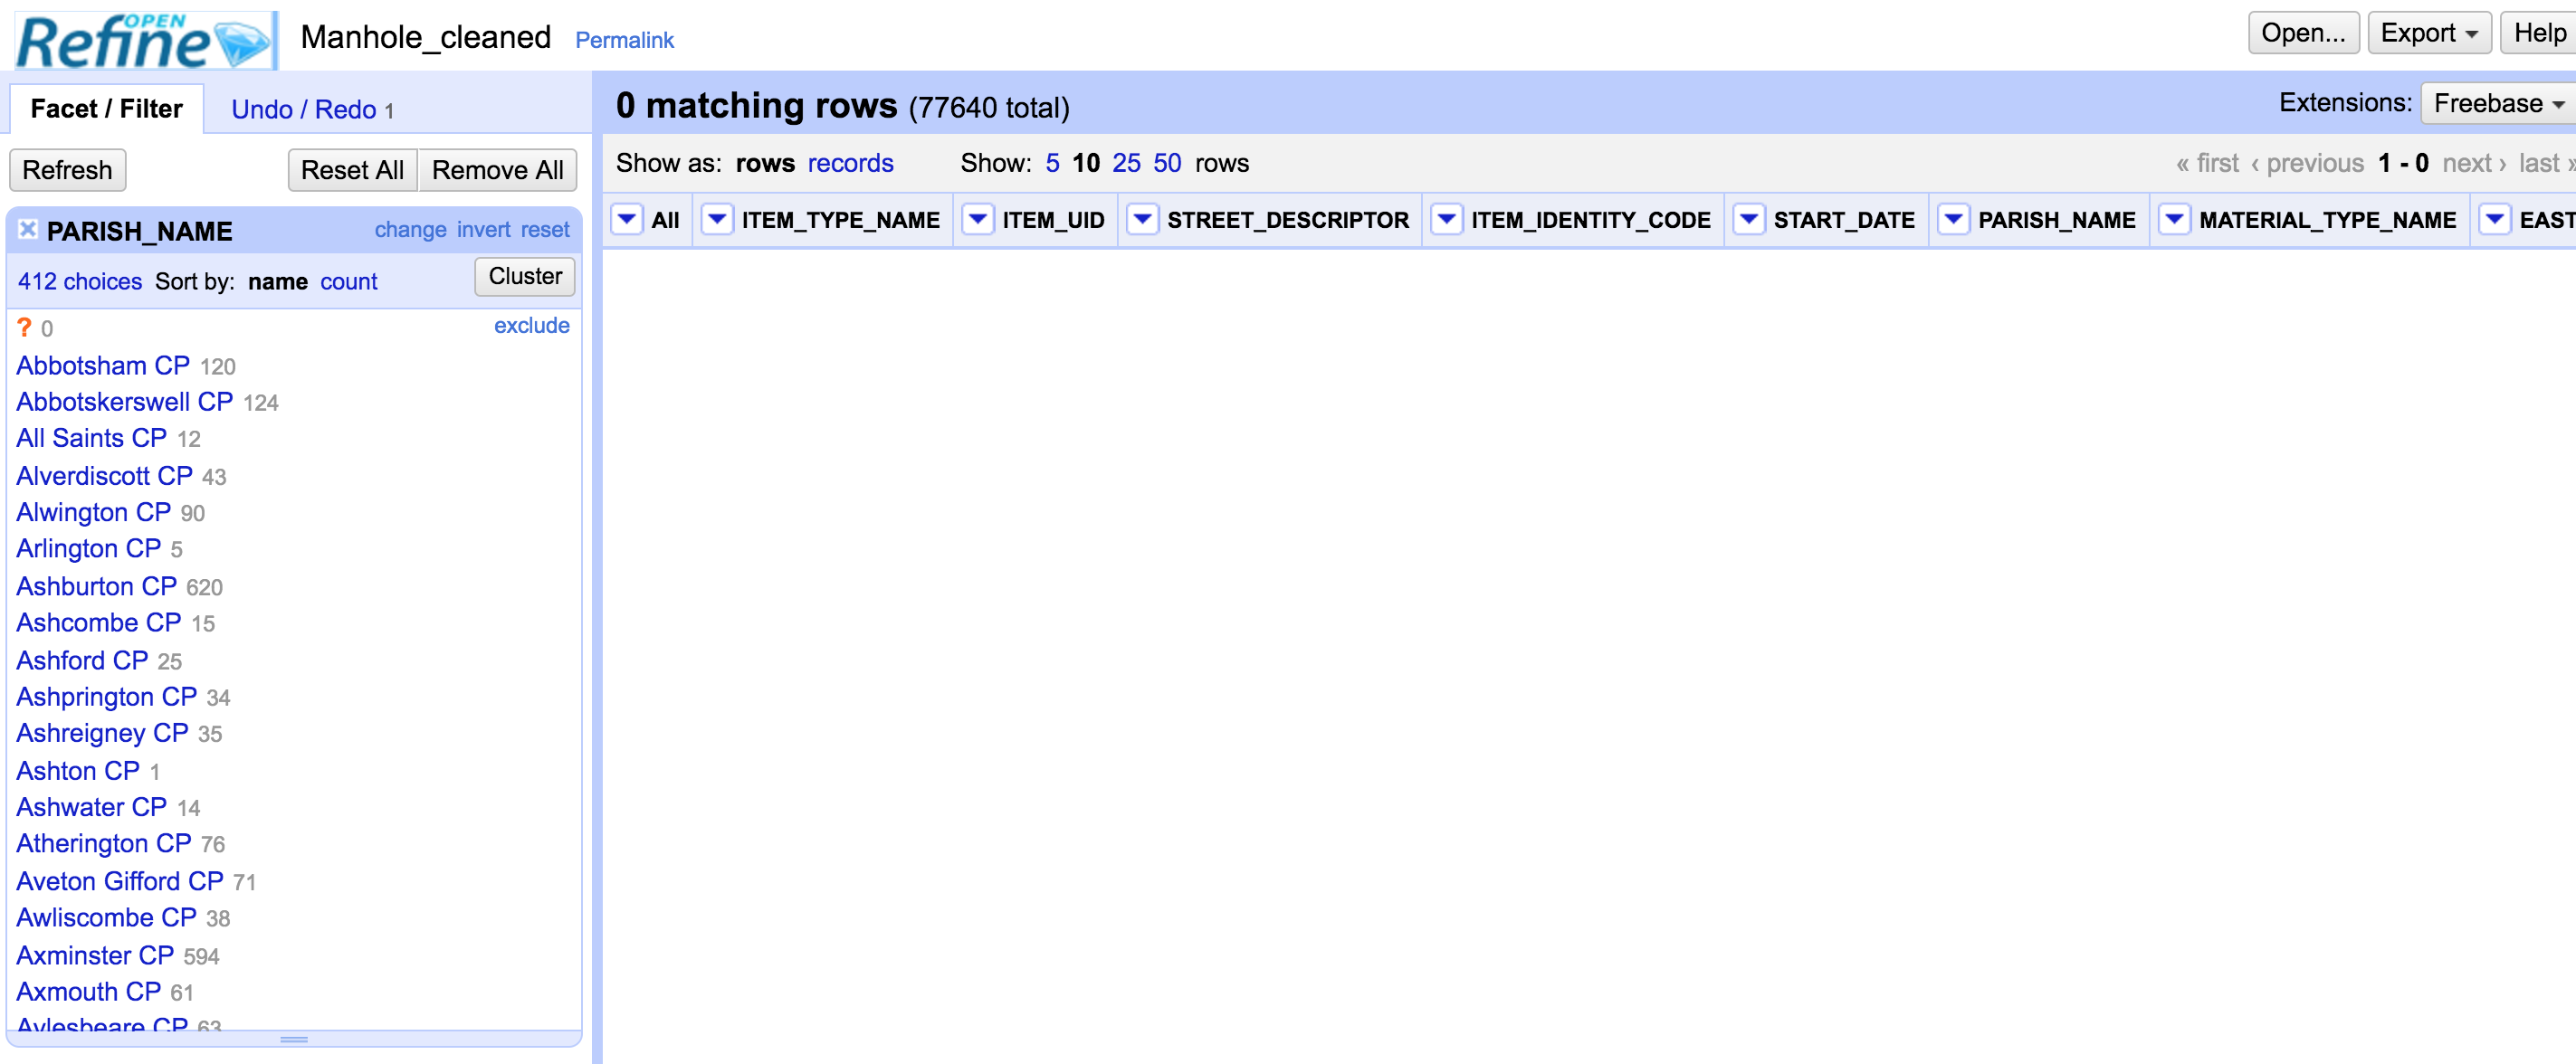 OPEN
Refine Manhole_cleaned Permalink Open... Export Help
Facet / Filter Undo / Redo 1
0 matching rows (77640 total) Extensions: Freebase
Refresh Reset All Remove All
Show as: rows records Show: 5 10 25 50 rows « first ‹ previous 1 - 0 next › last »
All ITEM_TYPE_NAME ITEM_UID STREET_DESCRIPTOR ITEM_IDENTITY_CODE START_DATE PARISH_NAME MATERIAL_TYPE_NAME EAST
PARISH_NAME change invert reset
412 choices Sort by: name count Cluster
? 0 exclude
Abbotsham CP 120
Abbotskerswell CP 124
All Saints CP 12
Alverdiscott CP 43
Alwington CP 90
Arlington CP 5
Ashburton CP 620
Ashcombe CP 15
Ashford CP 25
Ashprington CP 34
Ashreigney CP 35
Ashton CP 1
Ashwater CP 14
Atherington CP 76
Aveton Gifford CP 71
Awliscombe CP 38
Axminster CP 594
Axmouth CP 61
Aylesbeare CP 63